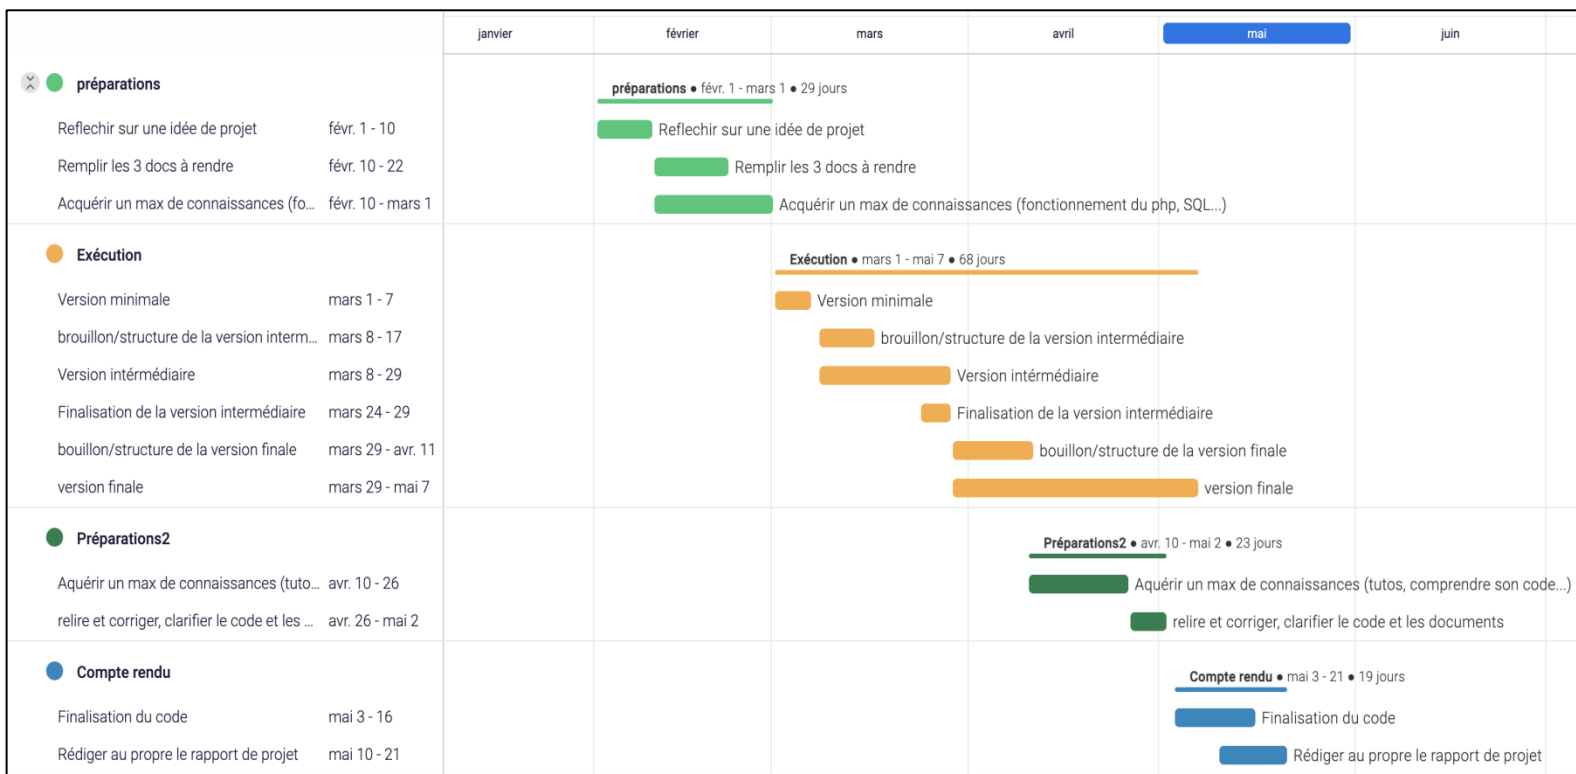 janvier février mars avril mai juin
préparations
préparations ● févr. 1 - mars 1 ● 29 jours
Reflechir sur une idée de projet févr. 1 - 10 Reflechir sur une idée de projet
Remplir les 3 docs à rendre févr. 10 - 22 Remplir les 3 docs à rendre
Acquérir un max de connaissances (fo... févr. 10 - mars 1 Acquérir un max de connaissances (fonctionnement du php, SQL...)
Exécution
Exécution ● mars 1 - mai 7 ● 68 jours
Version minimale mars 1 - 7 Version minimale
brouillon/structure de la version interm... mars 8 - 17 brouillon/structure de la version intermédiaire
Version intérmédiaire mars 8 - 29 Version intérmédiaire
Finalisation de la version intermédiaire mars 24 - 29 Finalisation de la version intermédiaire
bouillon/structure de la version finale mars 29 - avr. 11 bouillon/structure de la version finale
version finale mars 29 - mai 7 version finale
Préparations2
Préparations2 ● avr. 10 - mai 2 ● 23 jours
Aquérir un max de connaissances (tuto... avr. 10 - 26 Aquérir un max de connaissances (tutos, comprendre son code...)
relire et corriger, clarifier le code et les ... avr. 26 - mai 2 relire et corriger, clarifier le code et les documents
Compte rendu
Compte rendu ● mai 3 - 21 ● 19 jours
Finalisation du code mai 3 - 16 Finalisation du code
Rédiger au propre le rapport de projet mai 10 - 21 Rédiger au propre le rapport de projet